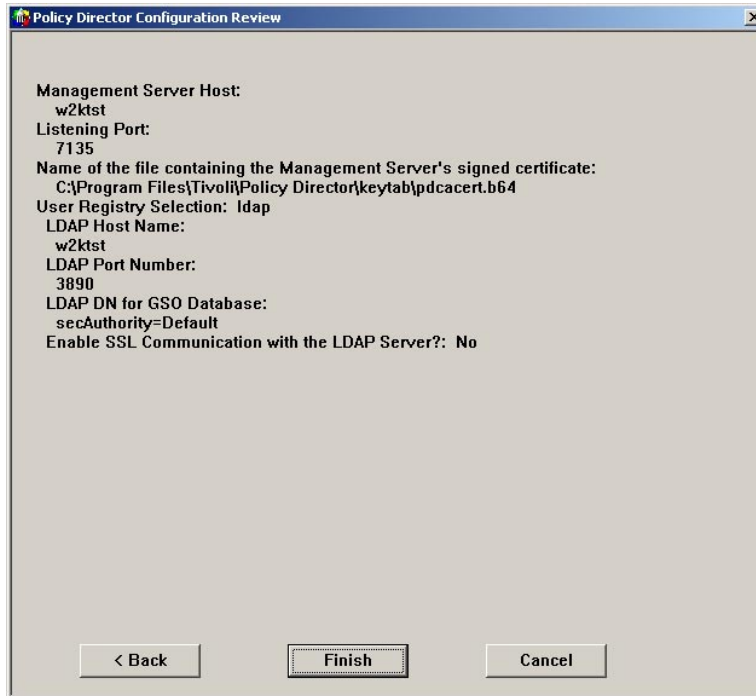 Policy Director Configuration Review
Management Server Host:
w2ktst
Listening Port:
7135
Name of the file containing the Management Server's signed certificate:
C:\Program Files\Tivoli\Policy Director\keytab\pdcacert.b64
User Registry Selection: ldap
LDAP Host Name:
w2ktst
LDAP Port Number:
3890
LDAP DN for GSO Database:
secAuthority=Default
Enable SSL Communication with the LDAP Server?: No
< Back
Finish
Cancel